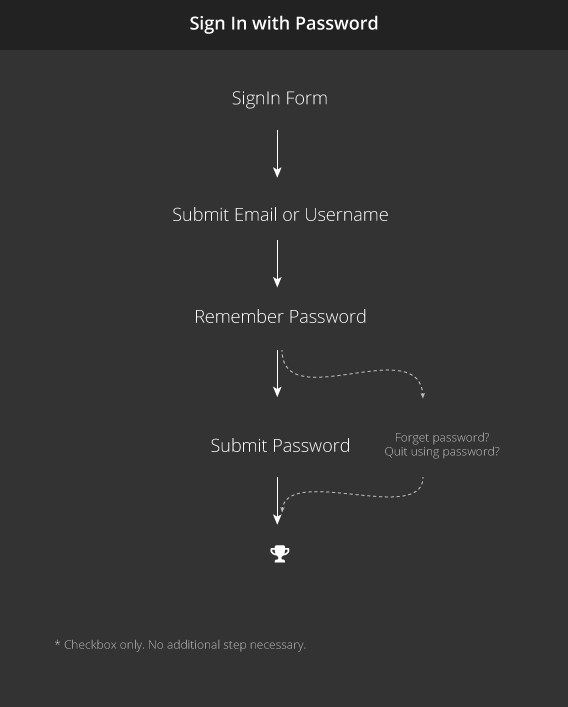 Sign In with Password
SignIn Form
Submit Email or Username
Remember Password
Submit Password
Forget password?
Quit using password?
* Checkbox only. No additional step necessary.